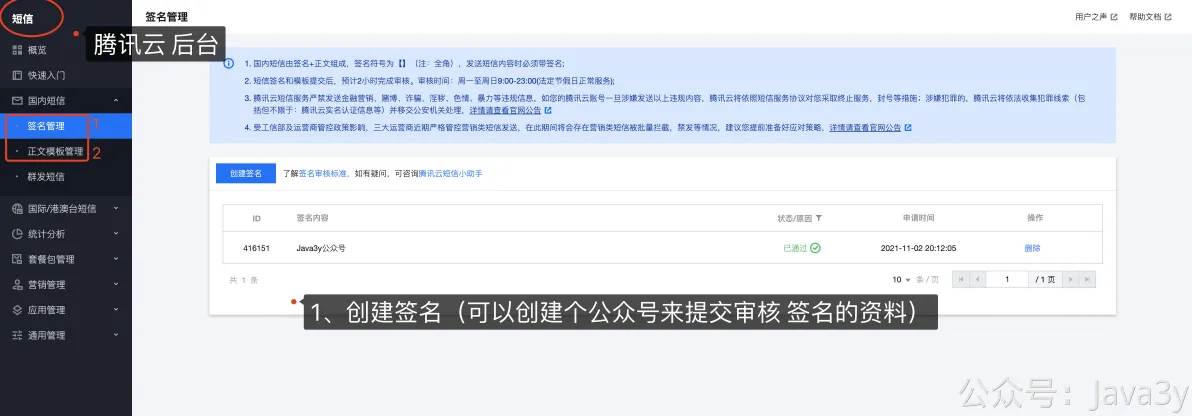 短信
签名管理
用户之声
帮助文档
腾讯云 后台
概览
快速入门
国内短信
签名管理
1
正文模板管理
2
群发短信
国际/港澳台短信
统计分析
套餐包管理
营销管理
应用管理
通用管理
1. 国内短信由签名+正文组成，签名符号为【】（注：全角），发送短信内容时必须带签名;
2. 短信签名和模板提交后，预计2小时完成审核。审核时间：周一至周日9:00-23:00(法定节假日正常服务);
3. 腾讯云短信服务严禁发送金融营销、赌博、诈骗、淫秽、色情、暴力等违规信息，如您的腾讯云账号一旦涉嫌发送以上违规内容，腾讯云将依照短信服务协议对您采取终止服务，封号等措施；涉嫌犯罪的，腾讯云将依法收集犯罪线索（包
括但不限于：腾讯云实名认证信息等）并移交公安机关处理，详情请查看官网公告
4. 受工信部及运营商管控政策影响，三大运营商近期严格管控营销类短信发送，在此期间将会存在营销类短信被批量拦截，禁发等情况，建议您提前准备好应对策略，详情请查看官网公告
创建签名 了解签名审核标准，如有疑问，可咨询腾讯云短信小助手
ID 签名内容 状态/原因 申请时间 操作
416151 Java3y公众号 已通过 2021-11-02 20:12:05 删除
共 1 条 10 条 / 页 1 / 1 页
1、创建签名（可以创建个公众号来提交审核 签名的资料）
公众号：Java3y